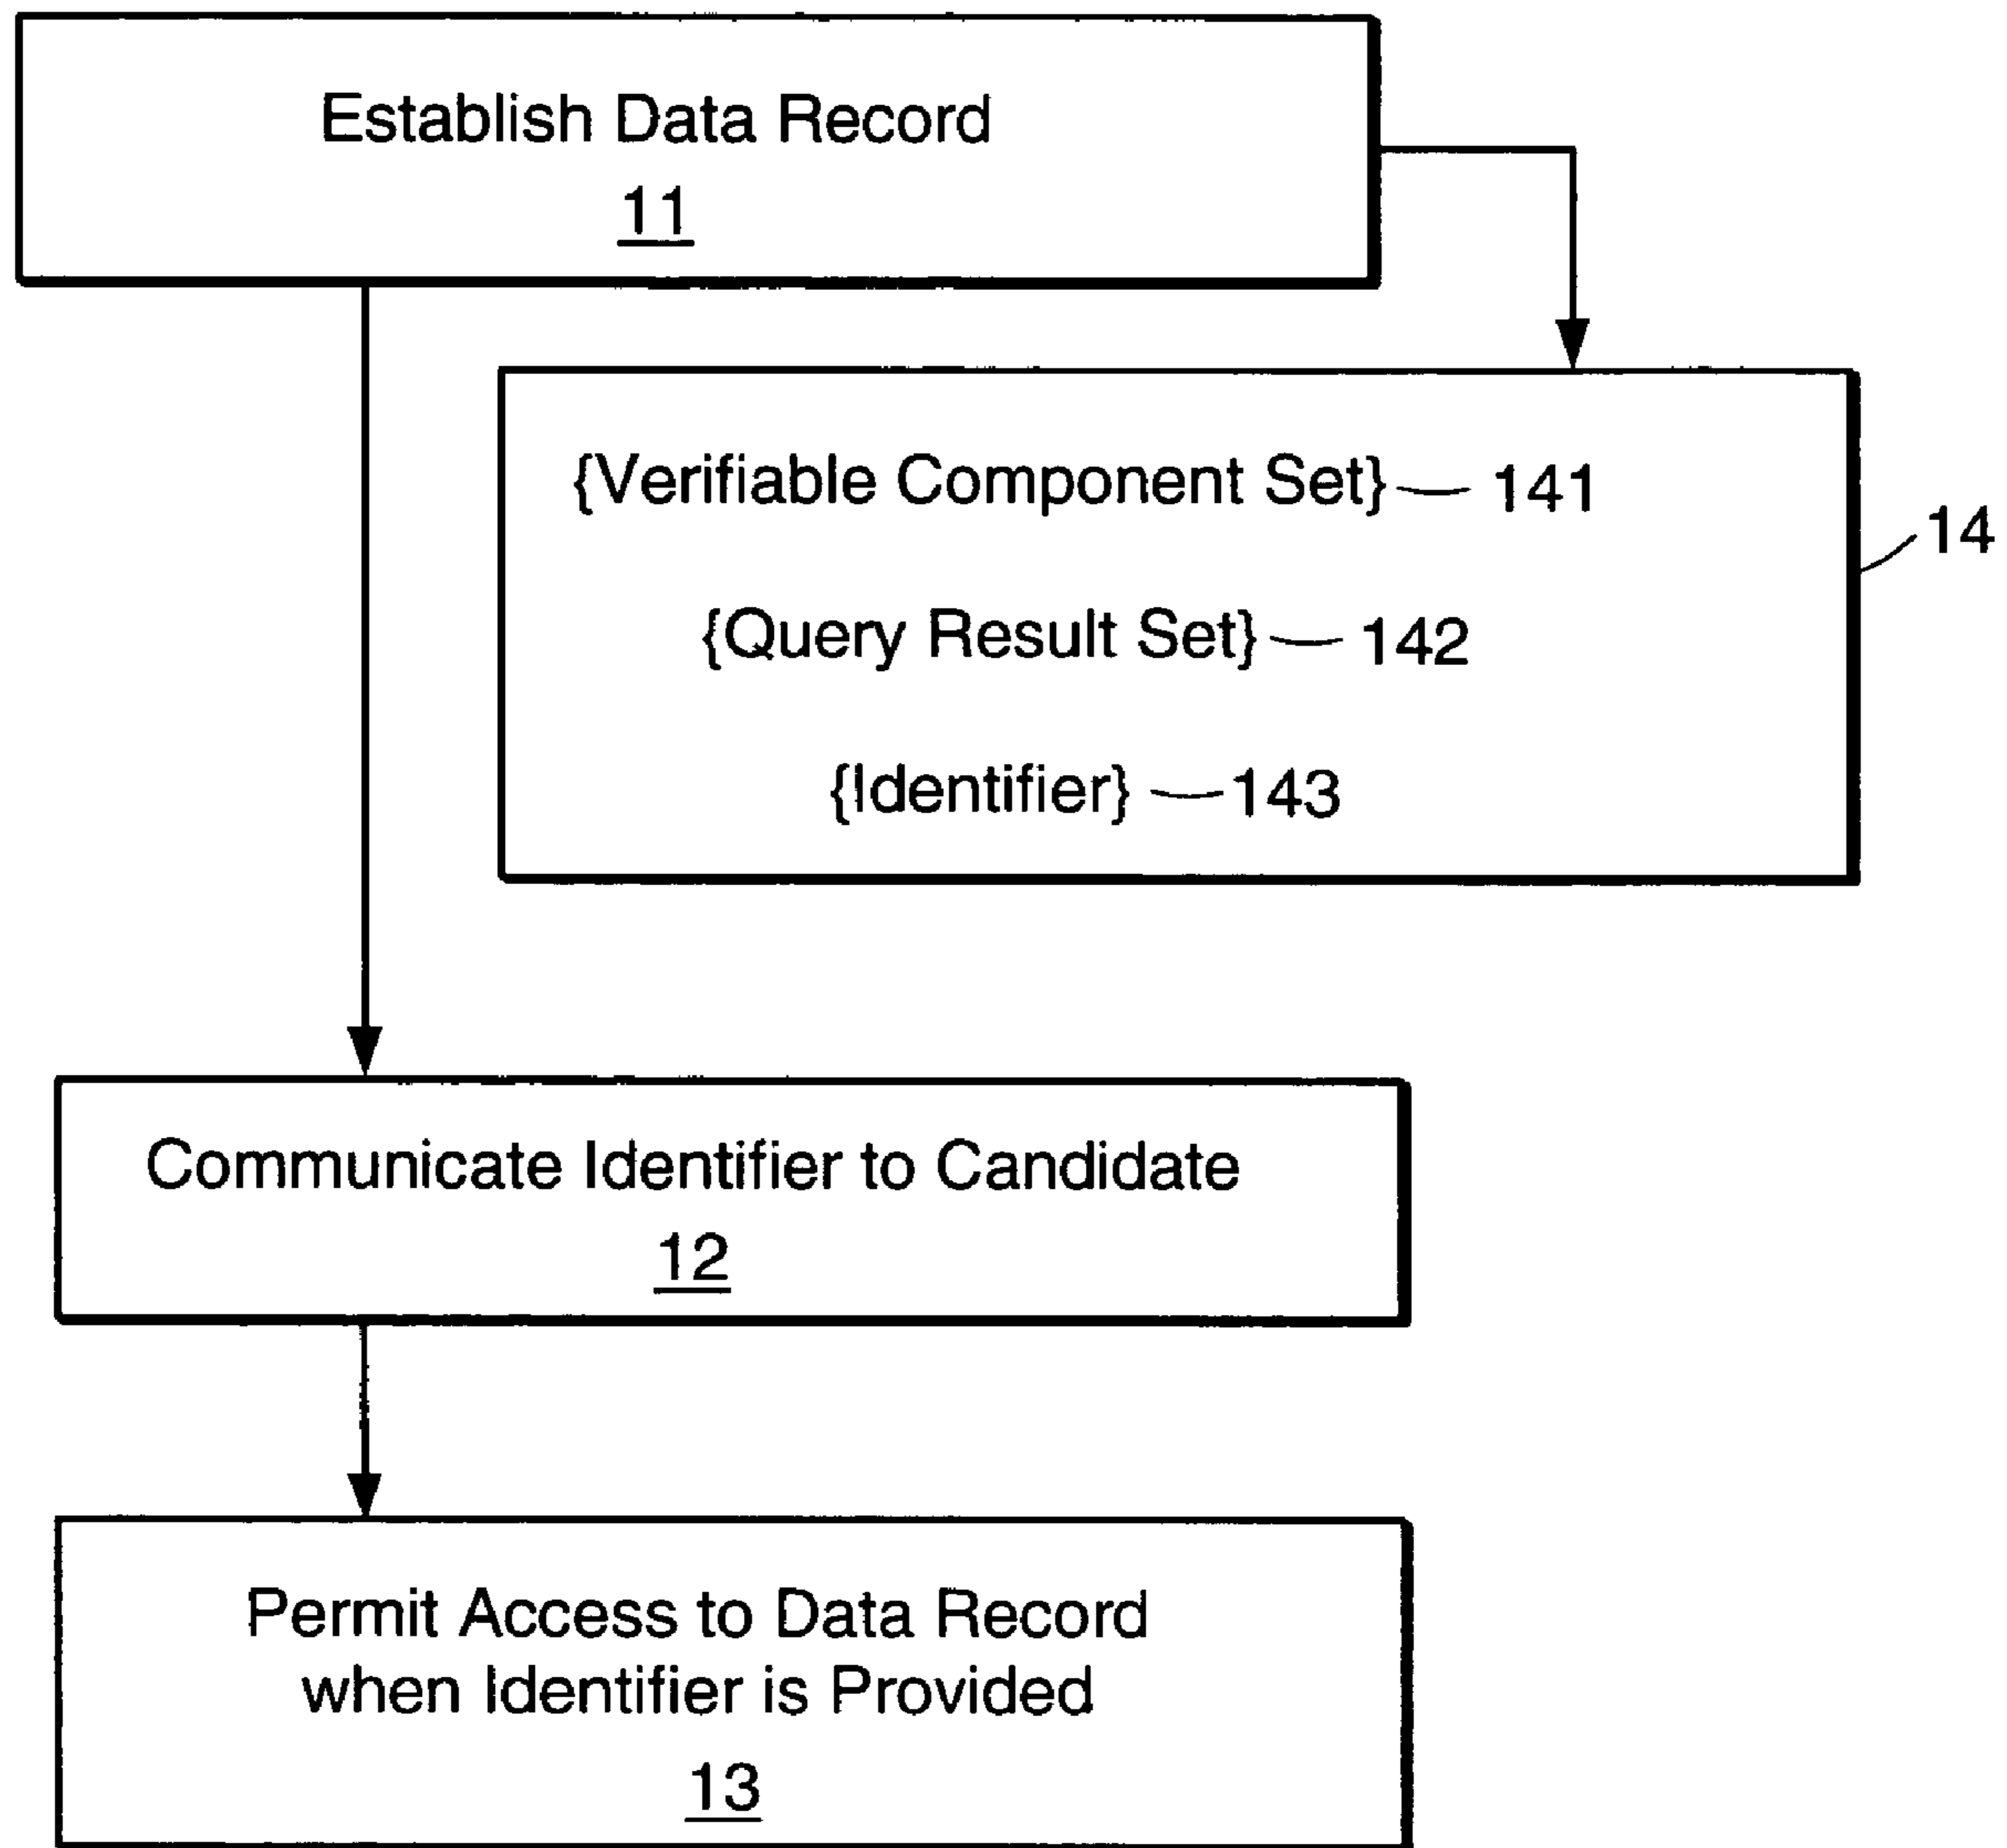 Establish Data Record
11
{Verifiable Component Set} 141
14
{Query Result Set} 142
{Identifier} 143
Communicate Identifier to Candidate
12
Permit Access to Data Record
when Identifier is Provided
13